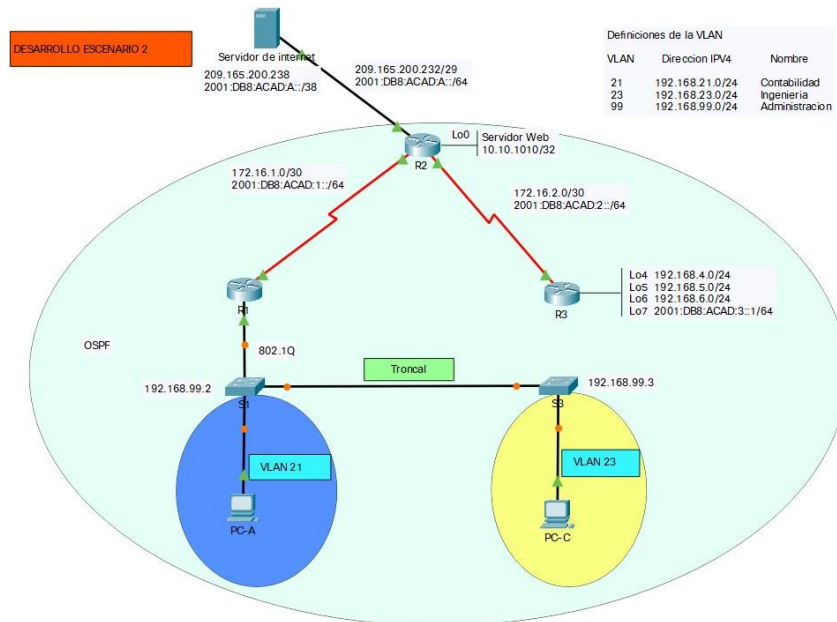 DESARROLLO ESCENARIO 2
Servidor de internet
209.165.200.238
2001:DB8:ACAD:A::/38
209.165.200.232/29
2001:DB8:ACAD:A::/64
Definiciones de la VLAN
VLAN Direccion IPV4 Nombre
21 192.168.21.0/24 Contabilidad
23 192.168.23.0/24 Ingenieria
99 192.168.99.0/24 Administracion
Lo0
Servidor Web
10.10.1010/32
R2
172.16.1.0/30
2001:DB8:ACAD:1::/64
172.16.2.0/30
2001:DB8:ACAD:2::/64
R1
R3
Lo4 192.168.4.0/24
Lo5 192.168.5.0/24
Lo6 192.168.6.0/24
Lo7 2001:DB8:ACAD:3::1/64
OSPF
802.1Q
Troncal
192.168.99.2
192.168.99.3
S1
S3
VLAN 21
VLAN 23
PC-A
PC-C